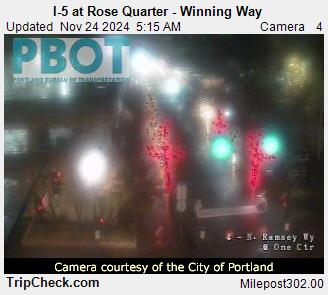 I-5 at Rose Quarter - Winning Way
Updated Nov 24 2024 5:15 AM Camera 4
PBOT
PORTLAND BUREAU OF TRANSPORTATION
4 - N. Ramsey Wy
@ One Ctr
Camera courtesy of the City of Portland
TripCheck.com Milepost302.00